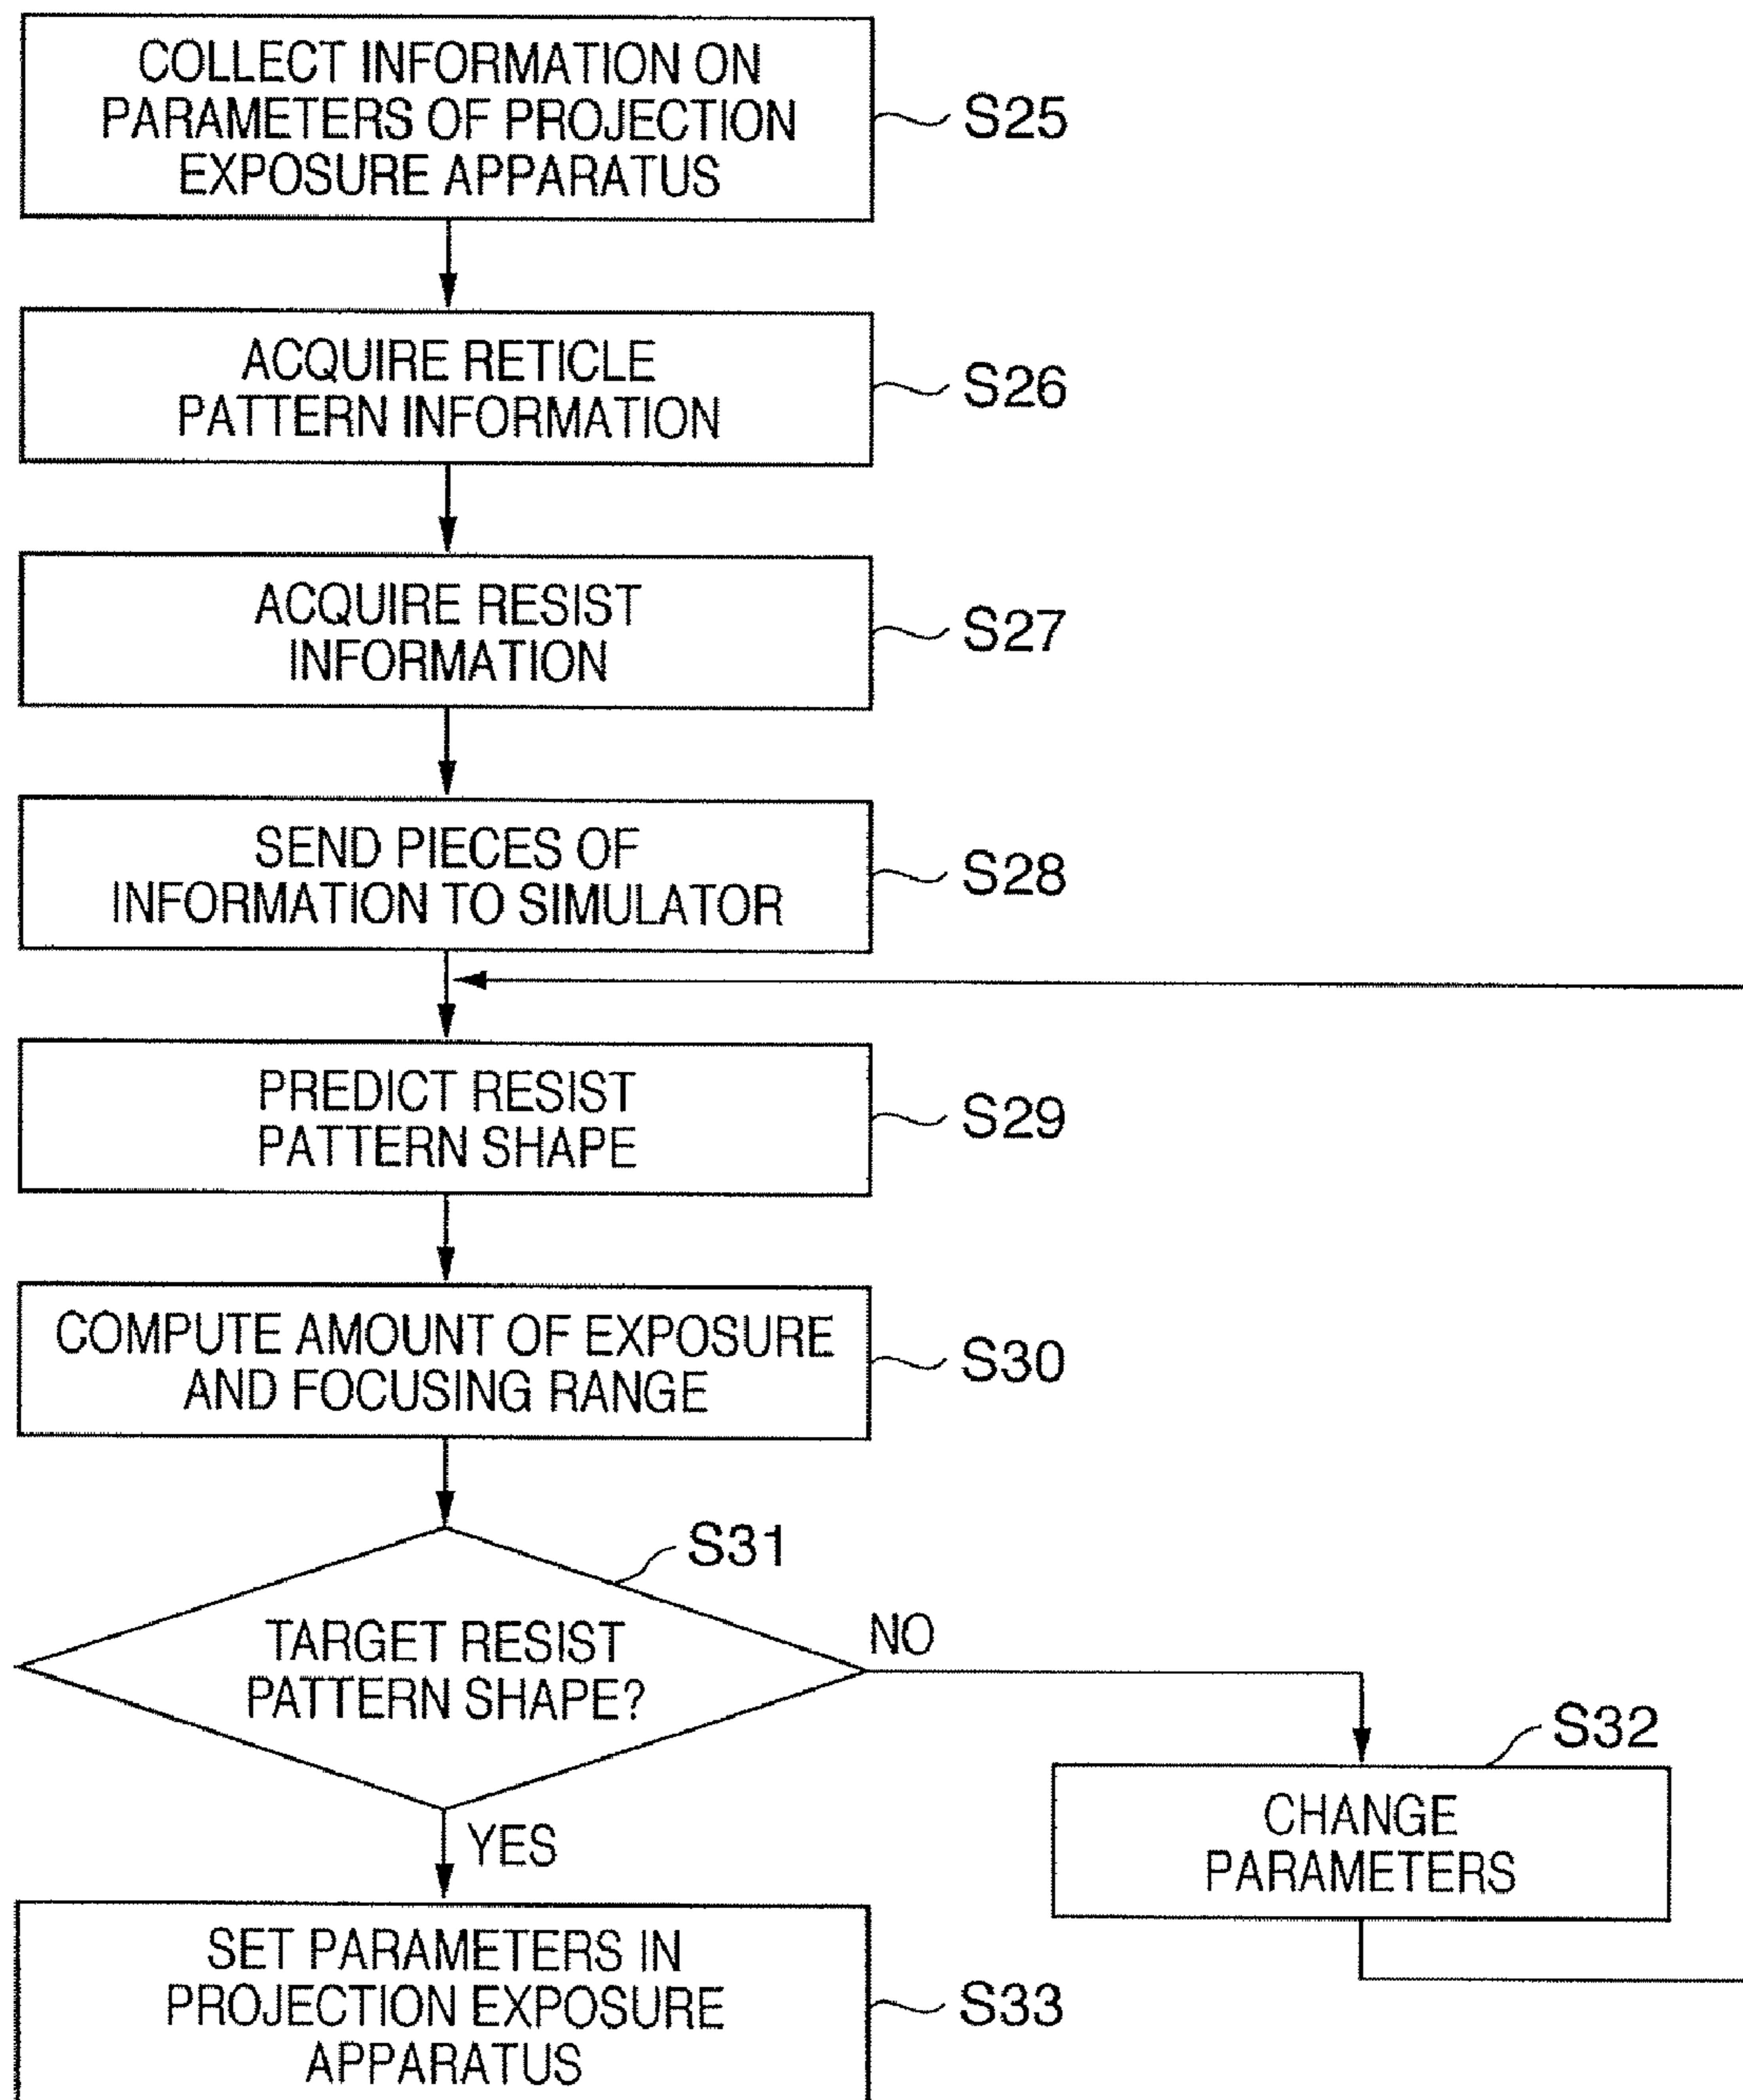 COLLECT INFORMATION ON
PARAMETERS OF PROJECTION
EXPOSURE APPARATUS
S25
ACQUIRE RETICLE
PATTERN INFORMATION
S26
ACQUIRE RESIST
INFORMATION
S27
SEND PIECES OF
INFORMATION TO SIMULATOR
S28
PREDICT RESIST
PATTERN SHAPE
S29
COMPUTE AMOUNT OF EXPOSURE
AND FOCUSING RANGE
S30
S31
TARGET RESIST
PATTERN SHAPE?
NO
YES
S32
CHANGE
PARAMETERS
SET PARAMETERS IN
PROJECTION EXPOSURE
APPARATUS
S33